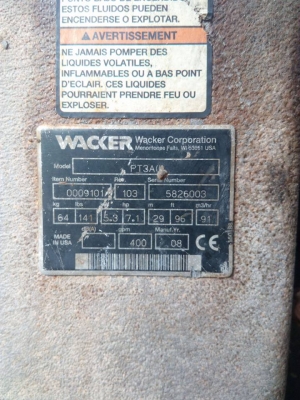 ESTOS FLUIDOS PUEDEN
ENCENDERSE O EXPLOTAR.
AVERTISSEMENT
NE JAMAIS POMPER DES
LIQUIDES VOLATILES,
INFLAMMABLES OU A BAS POINT
D'ECLAIR. CES LIQUIDES
POURRAIENT PRENDRE FEU OU
EXPLOSER.
WACKER Wacker Corporation
Menomonee Falls, WI 53051 USA
Model PT3A
Item Number Rev. Serial Number
0009101 103 5826003
kg lbs m ft m3/hr
64 141 5.3 7.1 29 96 91
gpm Manuf. Yr.
MADE IN USA 400 08 CE